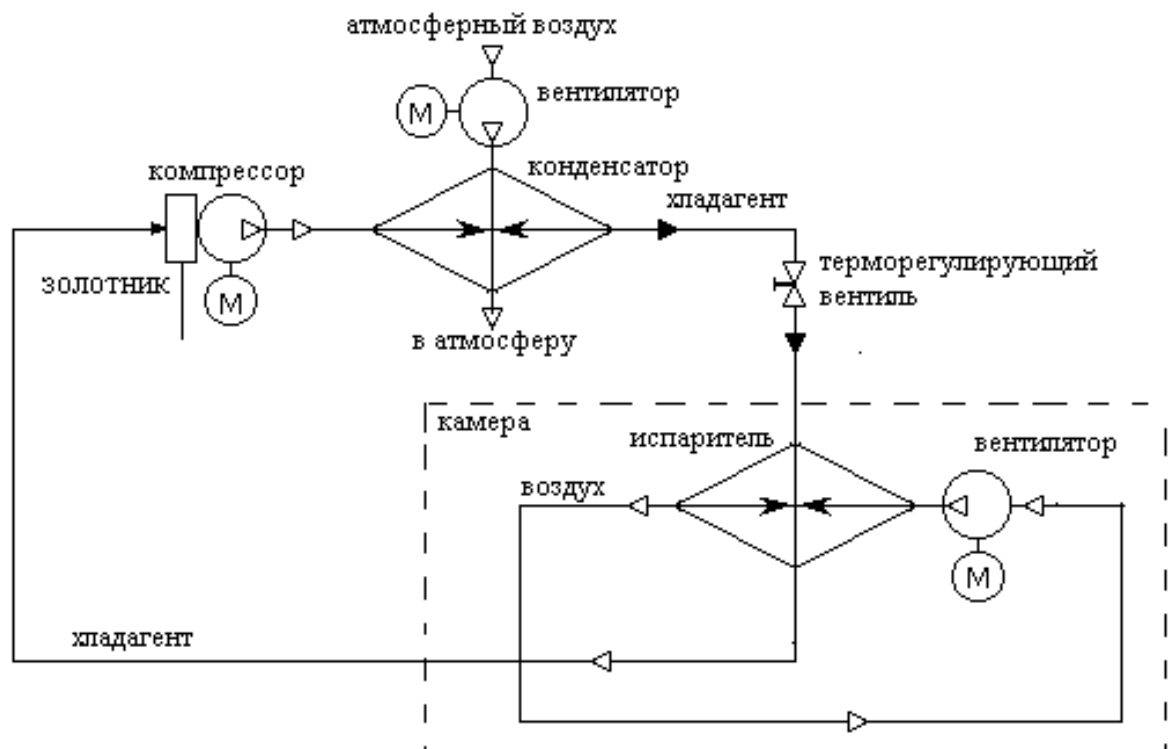 атмосферный воздух
М
вентилятор
компрессор
конденсатор
хладагент
золотник
М
терморегулирующий
вентиль
в атмосферу
камера
испаритель
вентилятор
воздух
М
хладагент